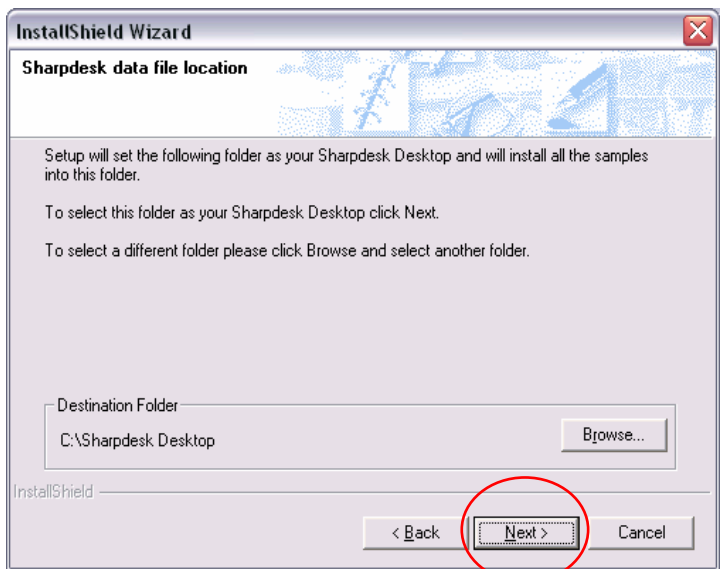 InstallShield Wizard
Sharpdesk data file location
Setup will set the following folder as your Sharpdesk Desktop and will install all the samples
into this folder.
To select this folder as your Sharpdesk Desktop click Next.
To select a different folder please click Browse and select another folder.
Destination Folder
C:\Sharpdesk Desktop
Browse...
InstallShield
< Back
Next >
Cancel